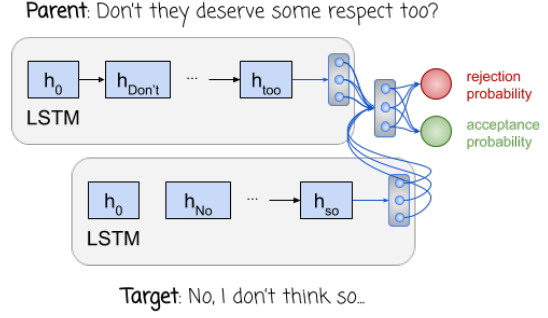 Parent: Don't they deserve some respect too?
h0 hDon't ... htoo
LSTM
rejection
probability
acceptance
probability
h0 hNo ... hso
LSTM
Target: No, I don't think so...